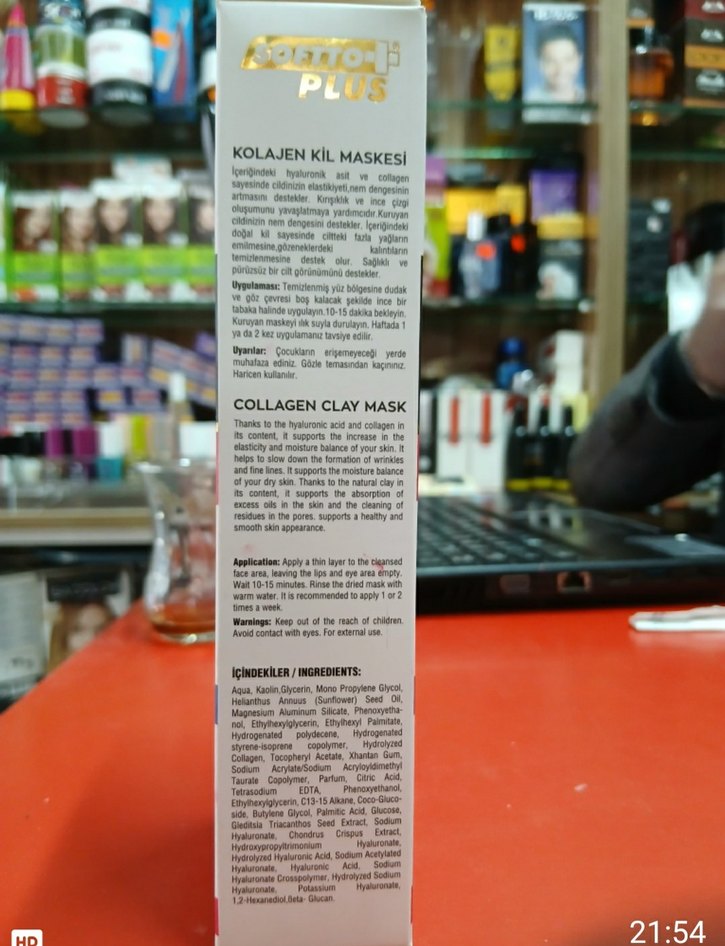 SOFTTO
PLUS
KOLAJEN KİL MASKESİ
İçeriğindeki hyaluronik asit ve collagen
sayesinde cildinizin elastikiyeti,nem dengesinin
artmasını destekler. Kırışıklık ve ince çizgi
oluşumunu yavaşlatmaya yardımcıdır.Kuruyan
cildinizin nem dengesini destekler. İçeriğindeki
doğal kil sayesinde ciltteki fazla yağların
emilmesine,gözeneklerdeki kalıntıların
temizlenmesine destek olur. Sağlıklı ve
pürüzsüz bir cilt görünümünü destekler.
Uygulaması: Temizlenmiş yüz bölgesine dudak
ve göz çevresi boş kalacak şekilde ince bir
tabaka halinde uygulayın.10-15 dakika bekleyin.
Kuruyan maskeyi ılık suyla durulayın. Haftada 1
ya da 2 kez uygulamanız tavsiye edilir.
Uyarılar: Çocukların erişemeyeceği yerde
muhafaza ediniz. Gözle temasından kaçınınız.
Haricen kullanılır.
COLLAGEN CLAY MASK
Thanks to the hyaluronic acid and collagen in
its content, it supports the increase in the
elasticity and moisture balance of your skin. It
helps to slow down the formation of wrinkles
and fine lines. It supports the moisture balance
of your dry skin. Thanks to the natural clay in
its content, it supports the absorption of
excess oils in the skin and the cleaning of
residues in the pores. supports a healthy and
smooth skin appearance.
Application: Apply a thin layer to the cleansed
face area, leaving the lips and eye area empty.
Wait 10-15 minutes. Rinse the dried mask with
warm water. It is recommended to apply 1 or 2
times a week.
Warnings: Keep out of the reach of children.
Avoid contact with eyes. For external use.
İÇİNDEKİLER / INGREDIENTS:
Aqua, Kaolin,Glycerin, Mono Propylene Glycol,
Helianthus Annuus (Sunflower) Seed Oil,
Magnesium Aluminum Silicate, Phenoxyetha-
nol, Ethylhexylglycerin, Ethylhexyl Palmitate,
Hydrogenated polydecene, Hydrogenated
styrene-isoprene copolymer, Hydrolyzed
Collagen, Tocopheryl Acetate, Xhantan Gum,
Sodium Acrylate/Sodium Acryloyldimethyl
Taurate Copolymer, Parfum, Citric Acid,
Tetrasodium EDTA, Phenoxyethanol,
Ethylhexylglycerin, C13-15 Alkane, Coco-Gluco-
side, Butylene Glycol, Palmitic Acid, Glucose,
Gleditsia Triacanthos Seed Extract, Sodium
Hyaluronate, Chondrus Crispus Extract,
Hydroxypropyltrimonium Hyaluronate,
Hydrolyzed Hyaluronic Acid, Sodium Acetylated
Hyaluronate, Hyaluronic Acid, Sodium
Hyaluronate Crosspolymer, Hydrolyzed Sodium
Hyaluronate, Potassium Hyaluronate,
1,2-Hexanediol,Beta- Glucan.
HD
21:54